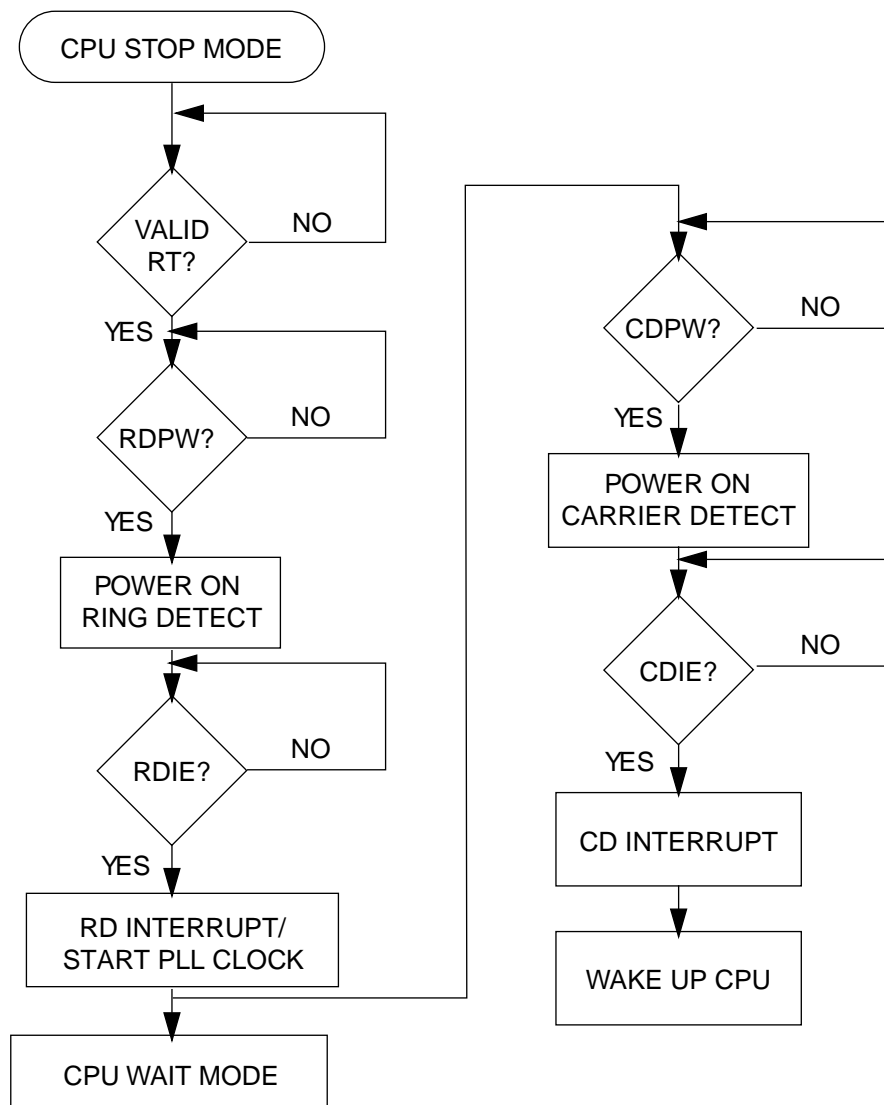 CPU STOP MODE
VALID
RT?
NO
YES
RDPW?
NO
YES
POWER ON
RING DETECT
RDIE?
NO
YES
RD INTERRUPT/
START PLL CLOCK
CPU WAIT MODE
CDPW?
NO
YES
POWER ON
CARRIER DETECT
CDIE?
NO
YES
CD INTERRUPT
WAKE UP CPU